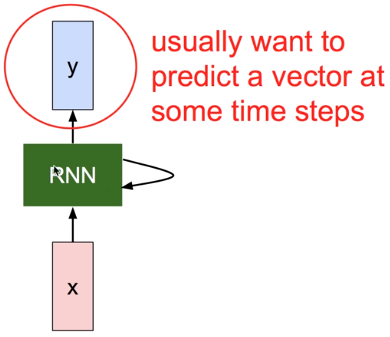 y
usually want to
predict a vector at
some time steps
RNN
x